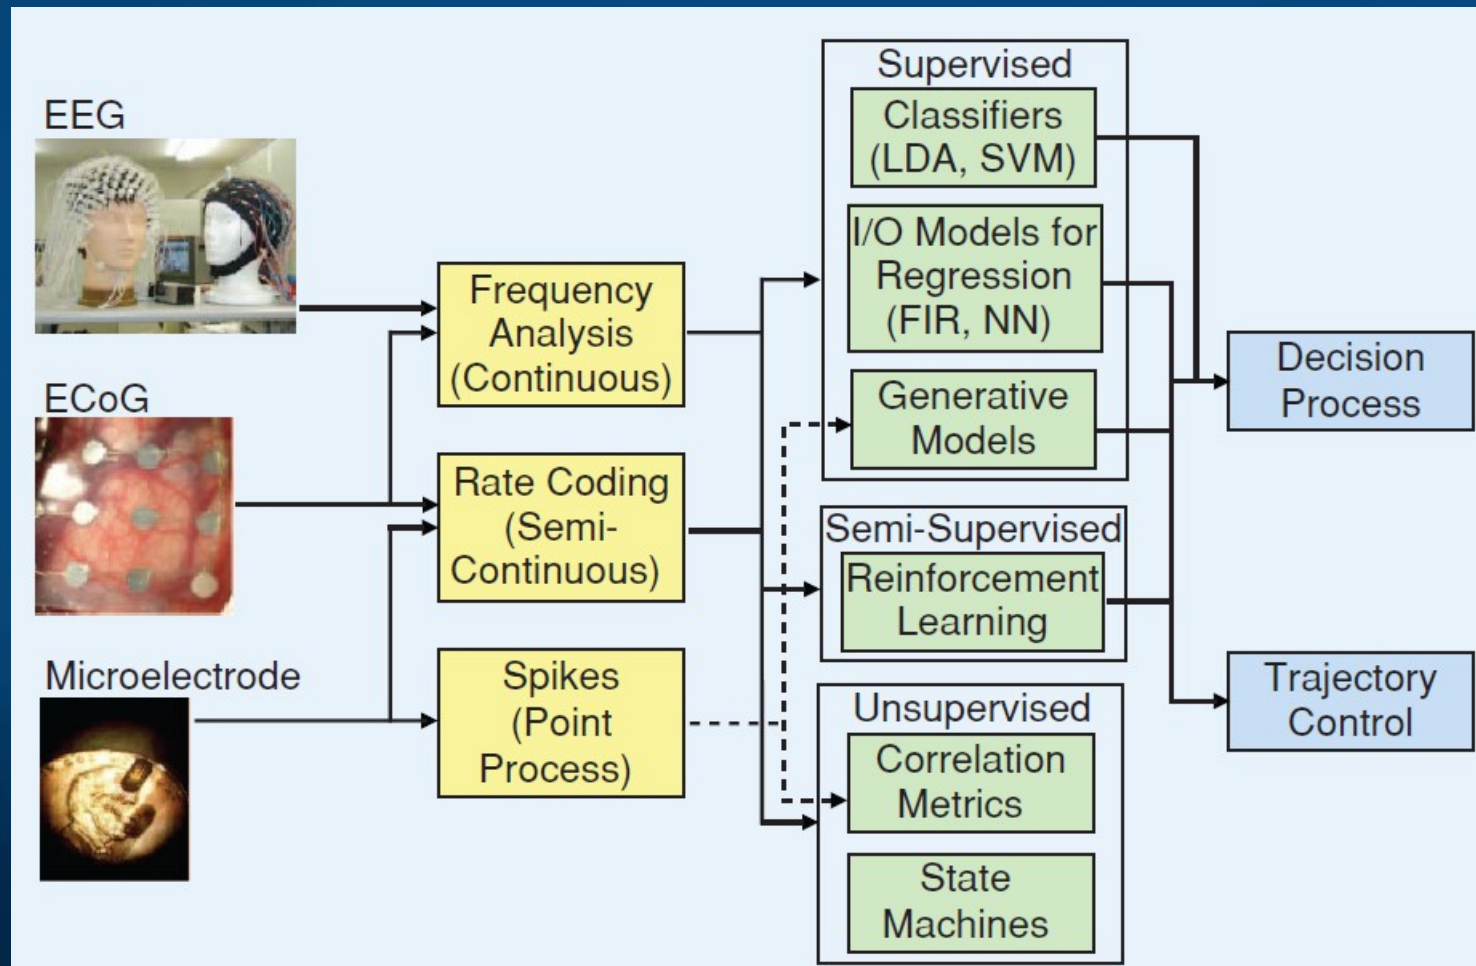 EEG
ECoG
Microelectrode
Frequency
Analysis
(Continuous)
Rate Coding
(Semi-
Continuous)
Spikes
(Point
Process)
Supervised
Classifiers
(LDA, SVM)
I/O Models for
Regression
(FIR, NN)
Generative
Models
Semi-Supervised
Reinforcement
Learning
Unsupervised
Correlation
Metrics
State
Machines
Decision
Process
Trajectory
Control